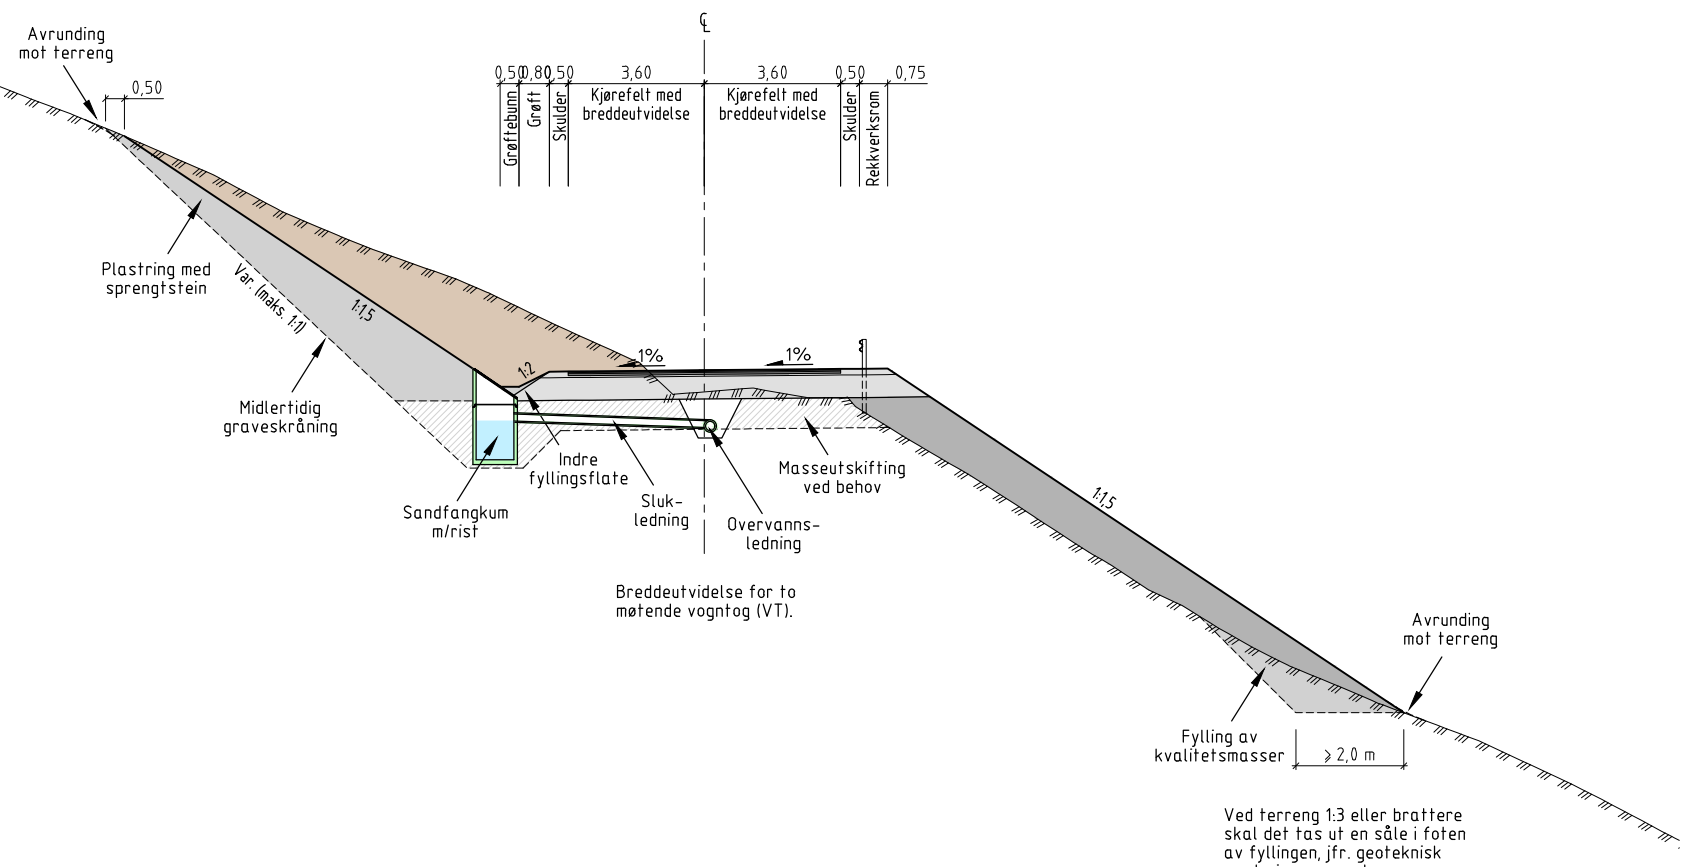 ℄
Avrunding
mot terreng
0,50
0,50
0,80
0,50
3,60
3,60
0,50
0,75
Grøftebunn
Grøft
Skulder
Kjørefelt med
breddeutvidelse
Kjørefelt med
breddeutvidelse
Skulder
Rekkverksrom
Plastring med
sprengtstein
Var. (maks. 1:1)
1:1,5
1:2
1%
1%
Midlertidig
graveskråning
Indre
fyllingsflate
Masseutskifting
ved behov
Sandfangkum
m/rist
Sluk-
ledning
Overvanns-
ledning
1:1,5
Breddeutvidelse for to
møtende vogntog (VT).
Avrunding
mot terreng
Fylling av
kvalitetsmasser
⩾ 2,0 m
Ved terreng 1:3 eller brattere
skal det tas ut en såle i foten
av fyllingen, jfr. geoteknisk